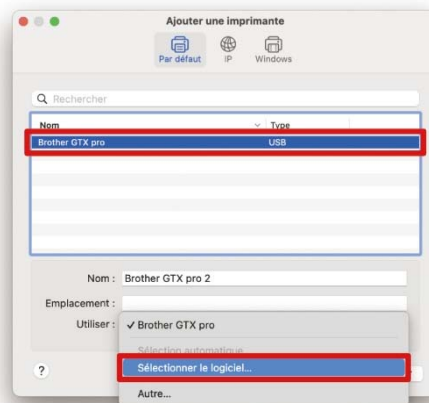 Ajouter une imprimante
Par défaut IP Windows
Rechercher
Nom Type
Brother GTX pro USB
Nom : Brother GTX pro 2
Emplacement :
Utiliser : ✓ Brother GTX pro
Sélection automatique
Sélectionner le logiciel...
?
Autre...